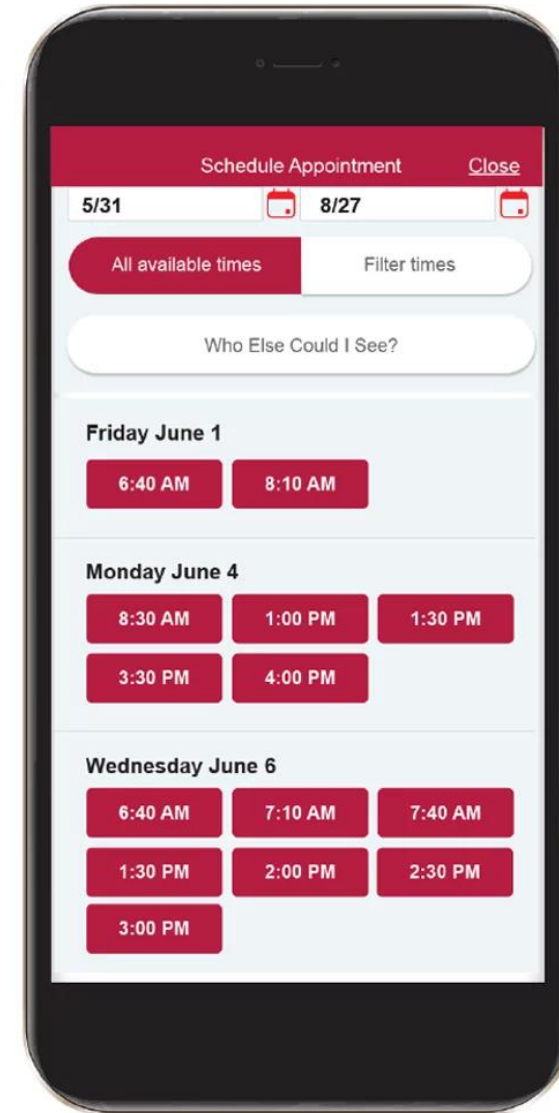 Schedule Appointment Close
5/31 8/27
All available times Filter times
Who Else Could I See?
Friday June 1
6:40 AM 8:10 AM
Monday June 4
8:30 AM 1:00 PM 1:30 PM
3:30 PM 4:00 PM
Wednesday June 6
6:40 AM 7:10 AM 7:40 AM
1:30 PM 2:00 PM 2:30 PM
3:00 PM